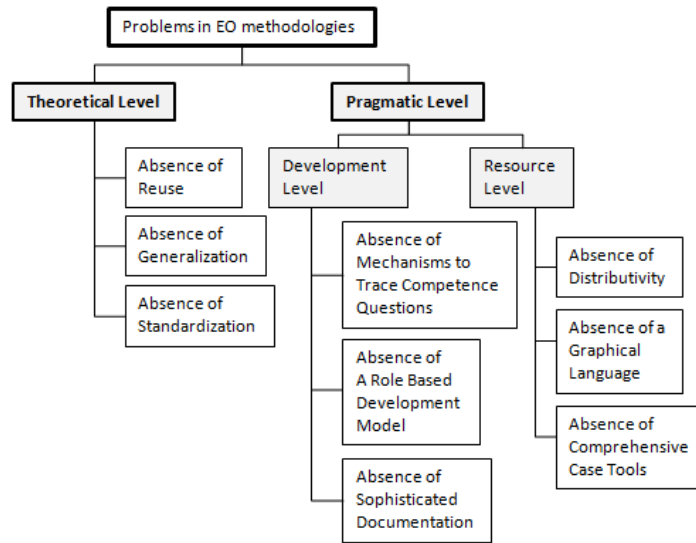 Problems in EO methodologies
Theoretical Level
Pragmatic Level
Absence of
Reuse
Absence of
Generalization
Absence of
Standardization
Development
Level
Resource
Level
Absence of
Mechanisms to
Trace Competence
Questions
Absence of
A Role Based
Development
Model
Absence of
Sophisticated
Documentation
Absence of
Distributivity
Absence of a
Graphical
Language
Absence of
Comprehensive
Case Tools